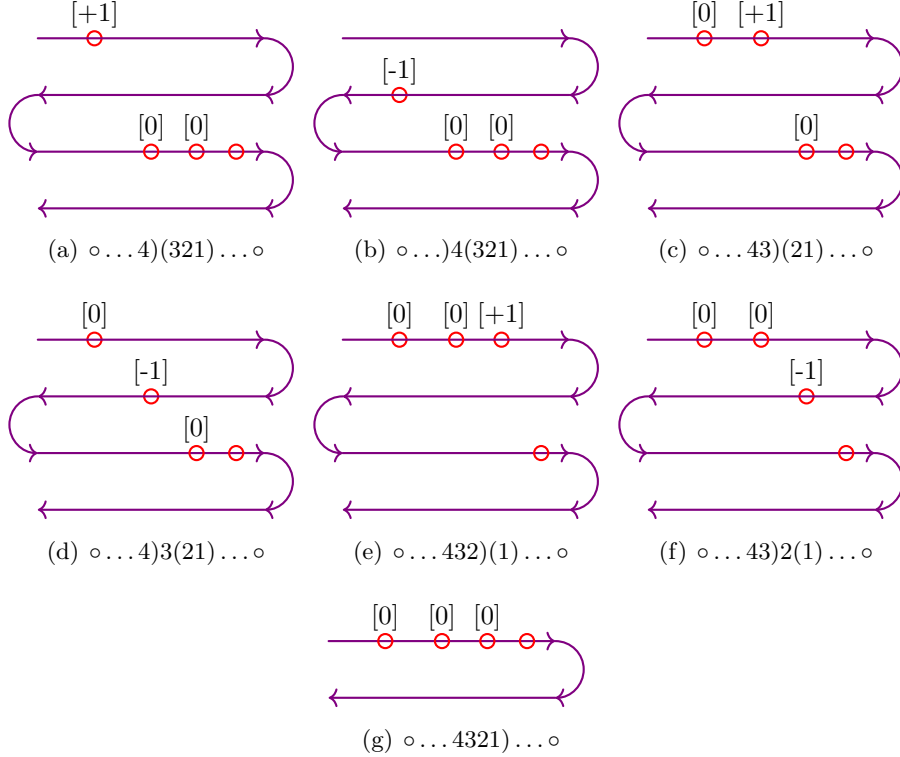 [+1] [0] [+1]
[-1]
[0] [0] [0] [0] [0]
(a) ∘ … 4)(321) … ∘ (b) ∘ …)4(321) … ∘ (c) ∘ … 43)(21) … ∘
[0] [0] [0] [+1] [0] [0]
[-1] [-1]
[0]
(d) ∘ … 4)3(21) … ∘ (e) ∘ … 432)(1) … ∘ (f) ∘ … 43)2(1) … ∘
[0] [0] [0]
(g) ∘ … 4321) … ∘